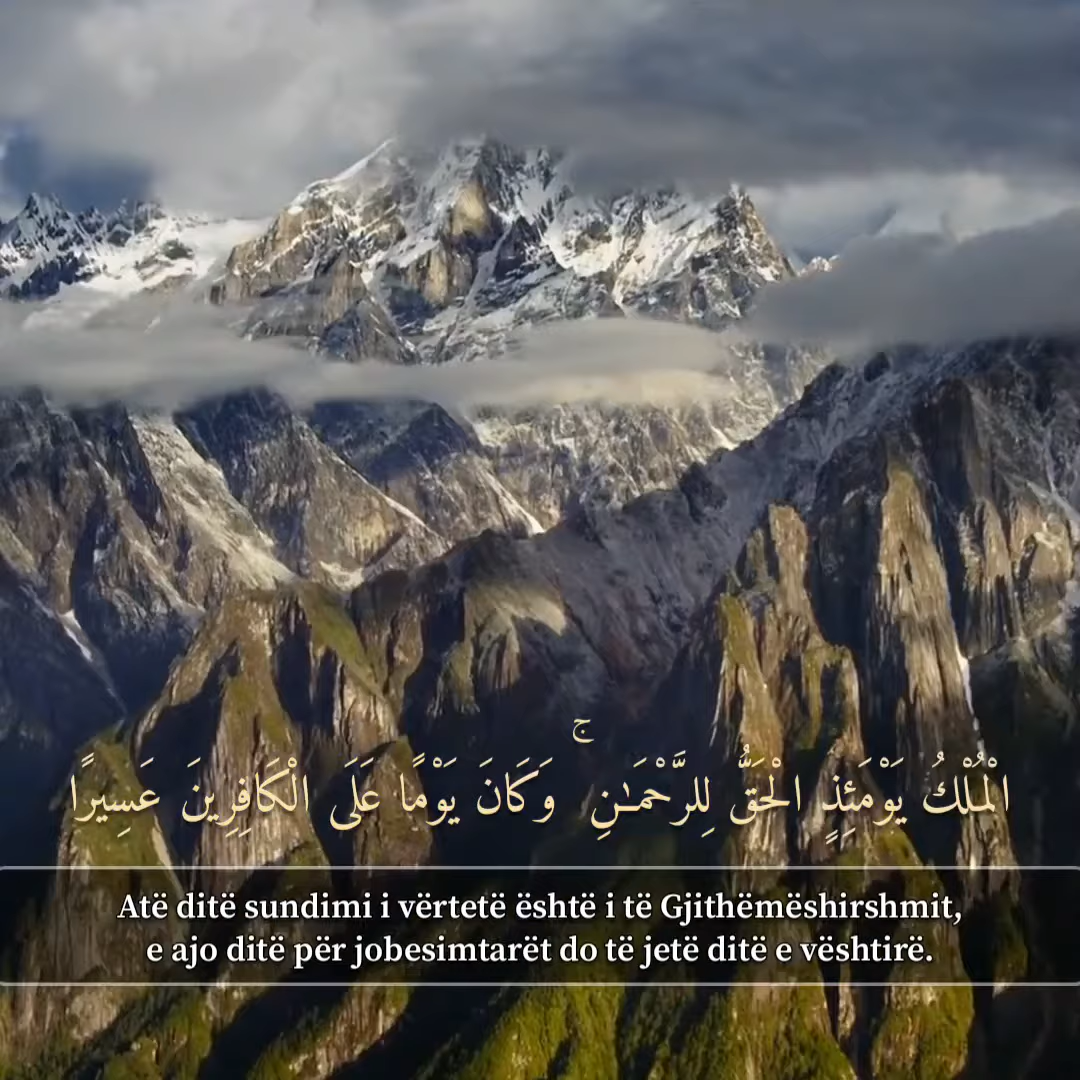 الْمُلْكُ يَوْمَئِذٍ الْحَقُّ لِلرَّحْمَـٰنِ ۚ وَكَانَ يَوْمًا عَلَى الْكَافِرِينَ عَسِيرًا
Atë ditë sundimi i vërtetë është i të Gjithëmëshirshmit,
e ajo ditë për jobesimtarët do të jetë ditë e vështirë.